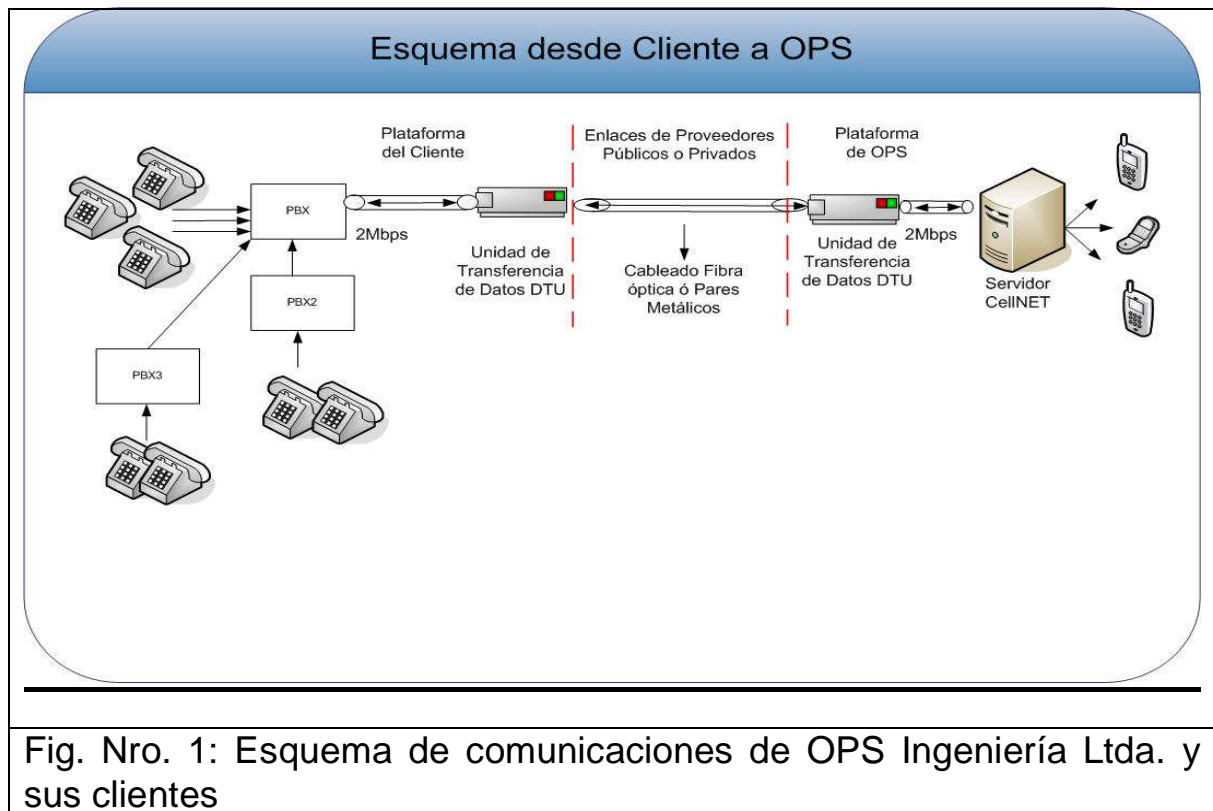 Esquema desde Cliente a OPS
Plataforma
del Cliente
Enlaces de Proveedores
Públicos o Privados
Plataforma
de OPS
PBX
2Mbps
Unidad de
Transferencia
de Datos DTU
Cableado Fibra
óptica ó Pares
Metálicos
Unidad de
Transferencia
de Datos DTU
2Mbps
Servidor
CellNET
PBX2
PBX3
Fig. Nro. 1: Esquema de comunicaciones de OPS Ingeniería Ltda. y
sus clientes